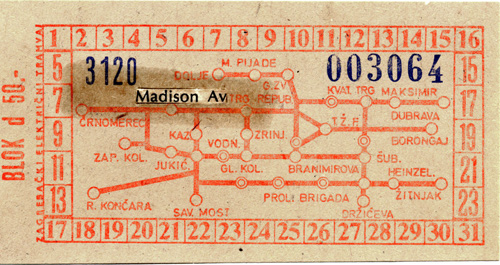 1 2 3 4 5 6 7 8 9 10 11 12 13 14 15 16
BLOK d 50.-
ZAGREBAČKI ELEKTRIČNI TRAMVAJ
5 7 9 11 13
3120
003064
15 17 19 21 23
M. PIJADE
DOLJE
G. ZV
KVAT. TRG
MAKSIMIR
Madison Av
TRG REPUB
ČRNOMEREC
T.Ž.V.
DUBRAVA
KAZ
ZRINJ.
BORONGAJ
ZAP. KOL.
VODN.
JUKIĆ.
GL. KOL.
BRANIMIROVA
ŠUB.
HEINZEL.
R. KONČARA
SAV. MOST
PROL. BRIGADA
DRŽIĆEVA
ŽITNJAK
17 18 19 20 21 22 23 24 25 26 27 28 29 30 31